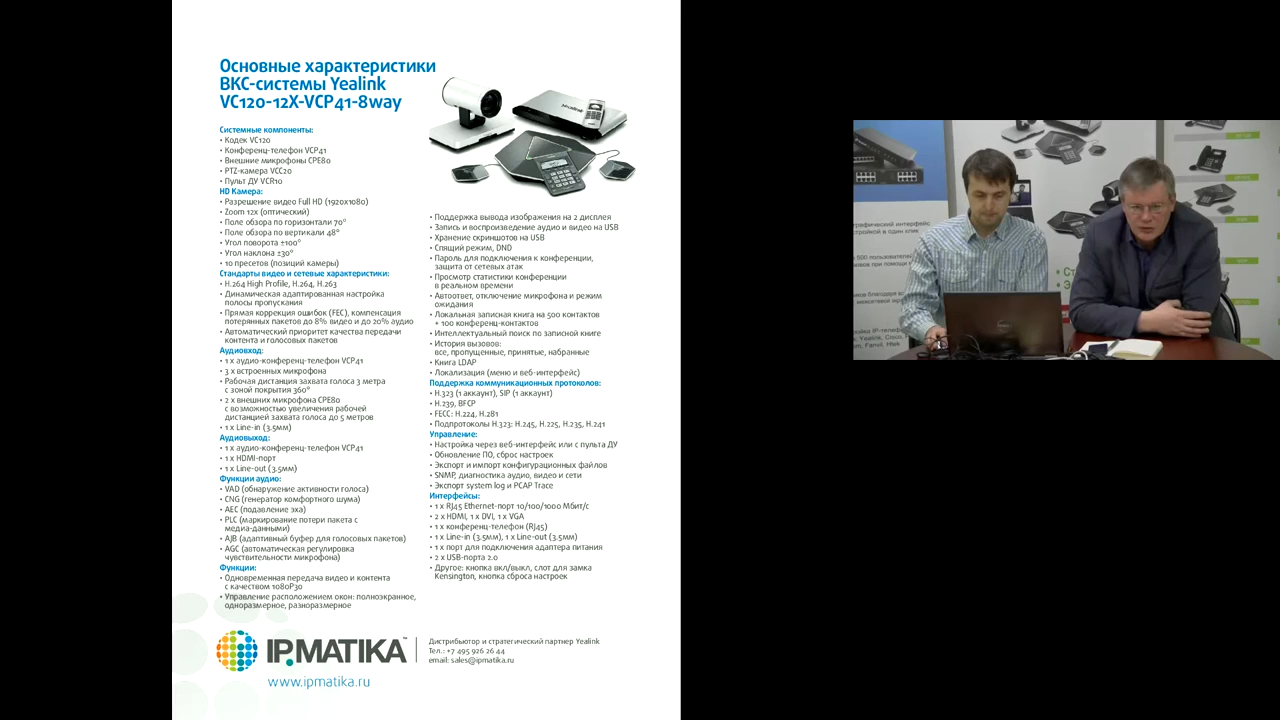 Основные характеристики
ВКС-системы Yealink
VC120-12X-VCP41-8way
Системные компоненты:
• Кодек VC120
• Конференц-телефон VCP41
• Внешние микрофоны CPE80
• PTZ-камера VCC20
• Пульт ДУ VCR10
HD Камера:
• Разрешение видео Full HD (1920x1080)
• Zoom 12x (оптический)
• Поле обзора по горизонтали 70°
• Поле обзора по вертикали 48°
• Угол поворота ±100°
• Угол наклона ±30°
• 10 пресетов (позиций камеры)
Стандарты видео и сетевые характеристики:
• H.264 High Profile, H.264, H.263
• Динамическая адаптированная настройка
полосы пропускания
• Прямая коррекция ошибок (FEC), компенсация
потерянных пакетов до 8% видео и до 20% аудио
• Автоматический приоритет качества передачи
контента и голосовых пакетов
Аудиовход:
• 1 x аудио-конференц-телефон VCP41
• 3 x встроенных микрофона
• Рабочая дистанция захвата голоса 3 метра
с зоной покрытия 360°
• 2 x внешних микрофона CPE80
с возможностью увеличения рабочей
дистанцией захвата голоса до 5 метров
• 1 x Line-in (3.5мм)
Аудиовыход:
• 1 x аудио-конференц-телефон VCP41
• 1 x HDMI-порт
• 1 x Line-out (3.5мм)
Функции аудио:
• VAD (обнаружение активности голоса)
• CNG (генератор комфортного шума)
• AEC (подавление эха)
• PLC (маркирование потери пакета с
медиа-данными)
• AJB (адаптивный буфер для голосовых пакетов)
• AGC (автоматическая регулировка
чувствительности микрофона)
Функции:
• Одновременная передача видео и контента
с качеством 1080P30
• Управление расположением окон: полноэкранное,
одноразмерное, разноразмерное
• Поддержка вывода изображения на 2 дисплея
• Запись и воспроизведение аудио и видео на USB
• Хранение скриншотов на USB
• Спящий режим, DND
• Пароль для подключения к конференции,
защита от сетевых атак
• Просмотр статистики конференции
в реальном времени
• Автоответ, отключение микрофона и режим
ожидания
• Локальная записная книга на 500 контактов
+ 100 конференц-контактов
• Интеллектуальный поиск по записной книге
• История вызовов:
все, пропущенные, принятые, набранные
• Книга LDAP
• Локализация (меню и веб-интерфейс)
Поддержка коммуникационных протоколов:
• H.323 (1 аккаунт), SIP (1 аккаунт)
• H.239, BFCP
• FECC: H.224, H.281
• Подпротоколы H.323: H.245, H.225, H.235, H.241
Управление:
• Настройка через веб-интерфейс или с пульта ДУ
• Обновление ПО, сброс настроек
• Экспорт и импорт конфигурационных файлов
• SNMP, диагностика аудио, видео и сети
• Экспорт system log и PCAP Trace
Интерфейсы:
• 1 x RJ45 Ethernet-порт 10/100/1000 Мбит/с
• 2 x HDMI, 1 x DVI, 1 x VGA
• 1 x конференц-телефон (RJ45)
• 1 x Line-in (3.5мм), 1 x Line-out (3.5мм)
• 1 x порт для подключения адаптера питания
• 2 x USB-порта 2.0
• Другое: кнопка вкл/выкл, слот для замка
Kensington, кнопка сброса настроек
IP.MATIKA™
www.ipmatika.ru
Дистрибьютор и стратегический партнер Yealink
Тел.: +7 495 926 26 44
email: sales@ipmatika.ru